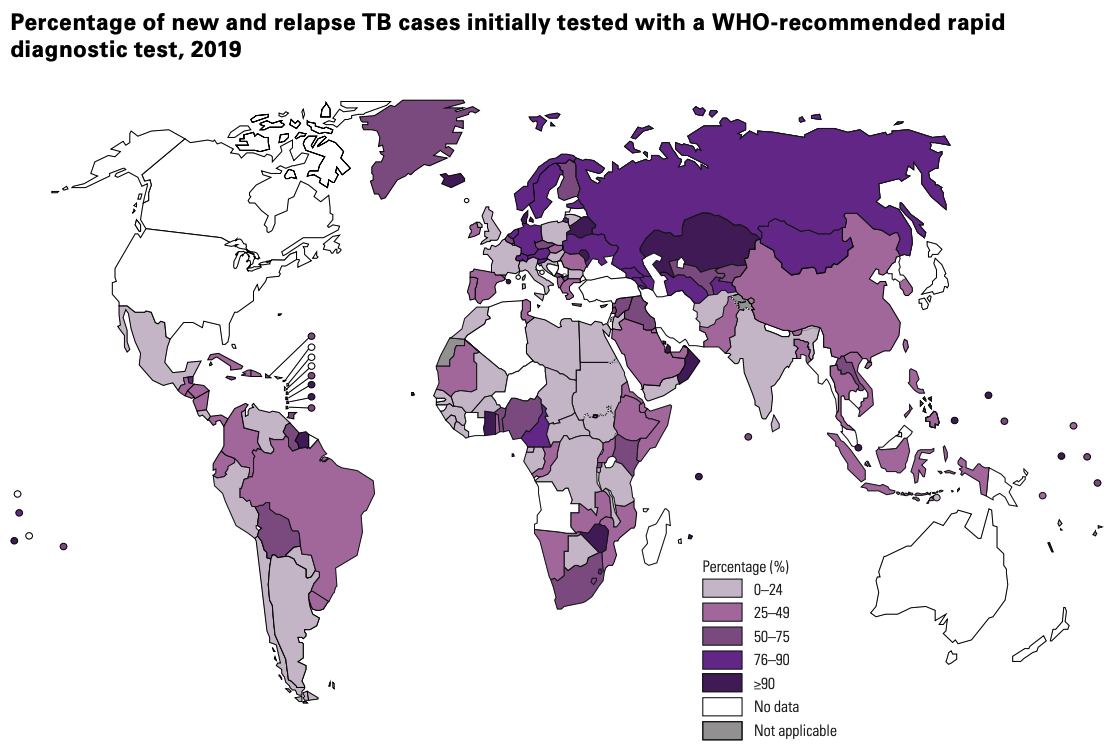 Percentage of new and relapse TB cases initially tested with a WHO-recommended rapid
diagnostic test, 2019
Percentage (%)
0–24
25–49
50–75
76–90
≥90
No data
Not applicable